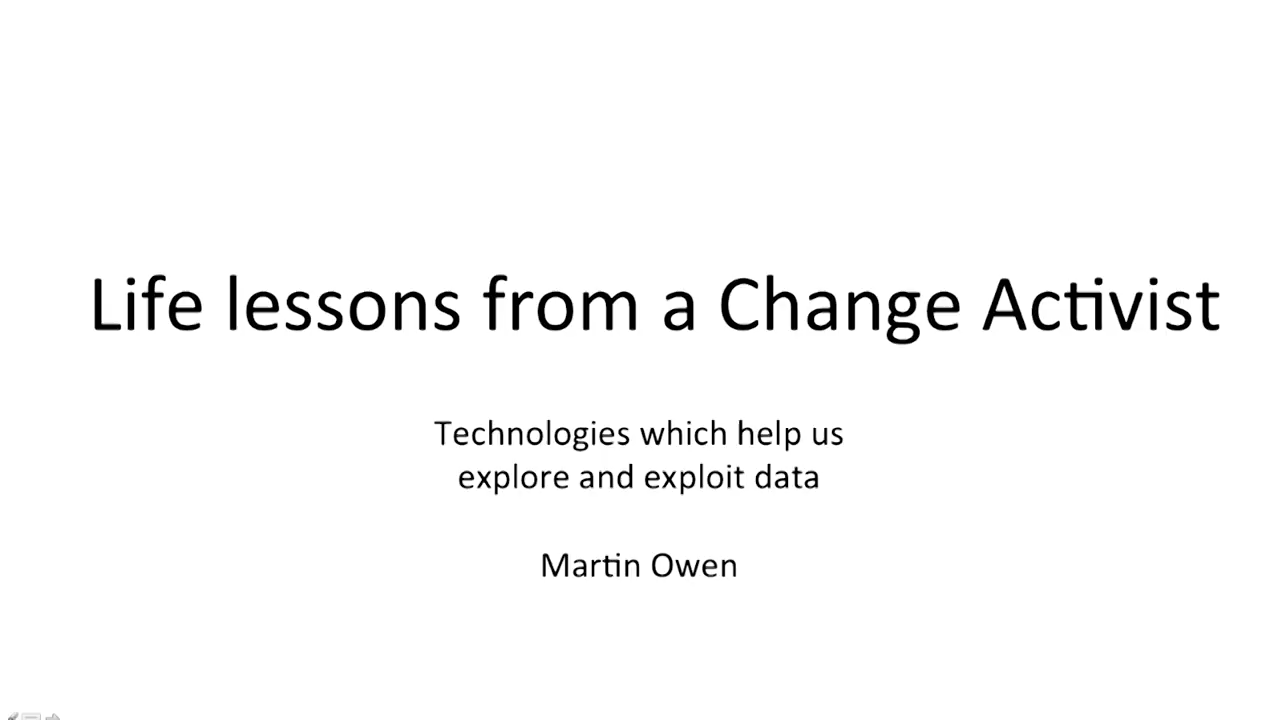 Life lessons from a Change Activist
Technologies which help us
explore and exploit data
Martin Owen